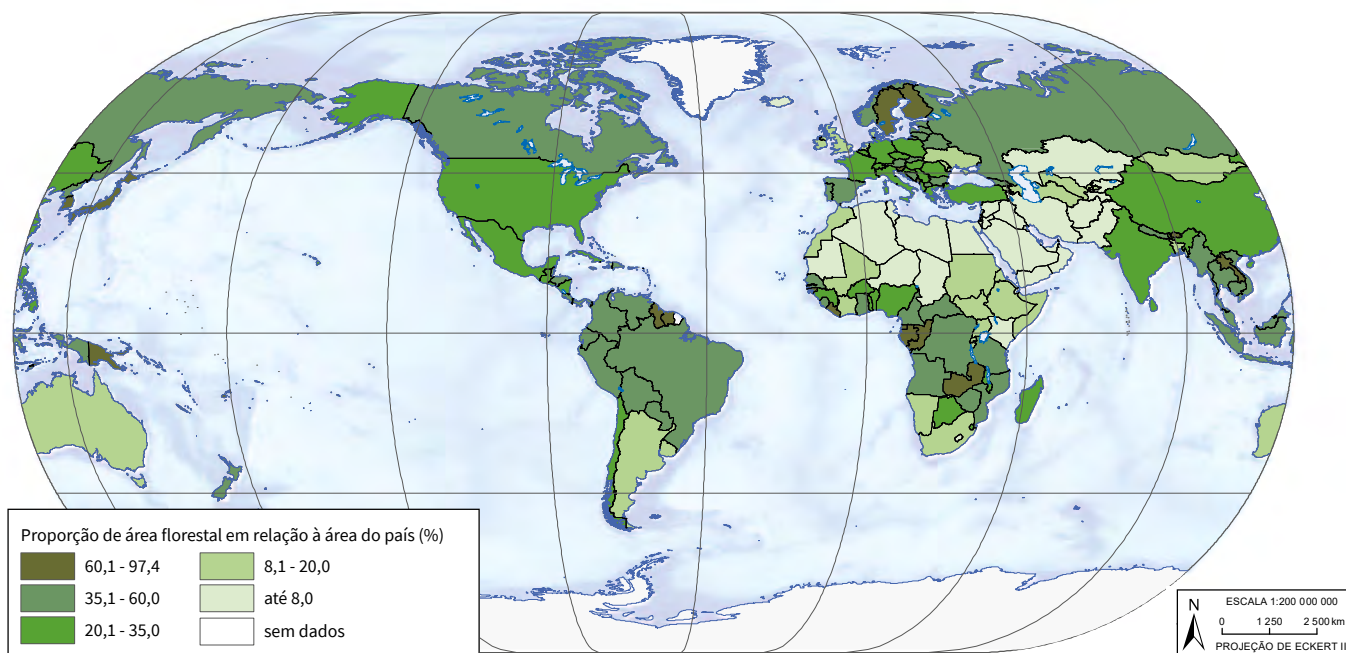 Proporção de área florestal em relação à área do país (%)
60,1 - 97,4
8,1 - 20,0
35,1 - 60,0
até 8,0
20,1 - 35,0
sem dados
N
ESCALA 1:200 000 000
0 1 250 2 500 km
PROJEÇÃO DE ECKERT III